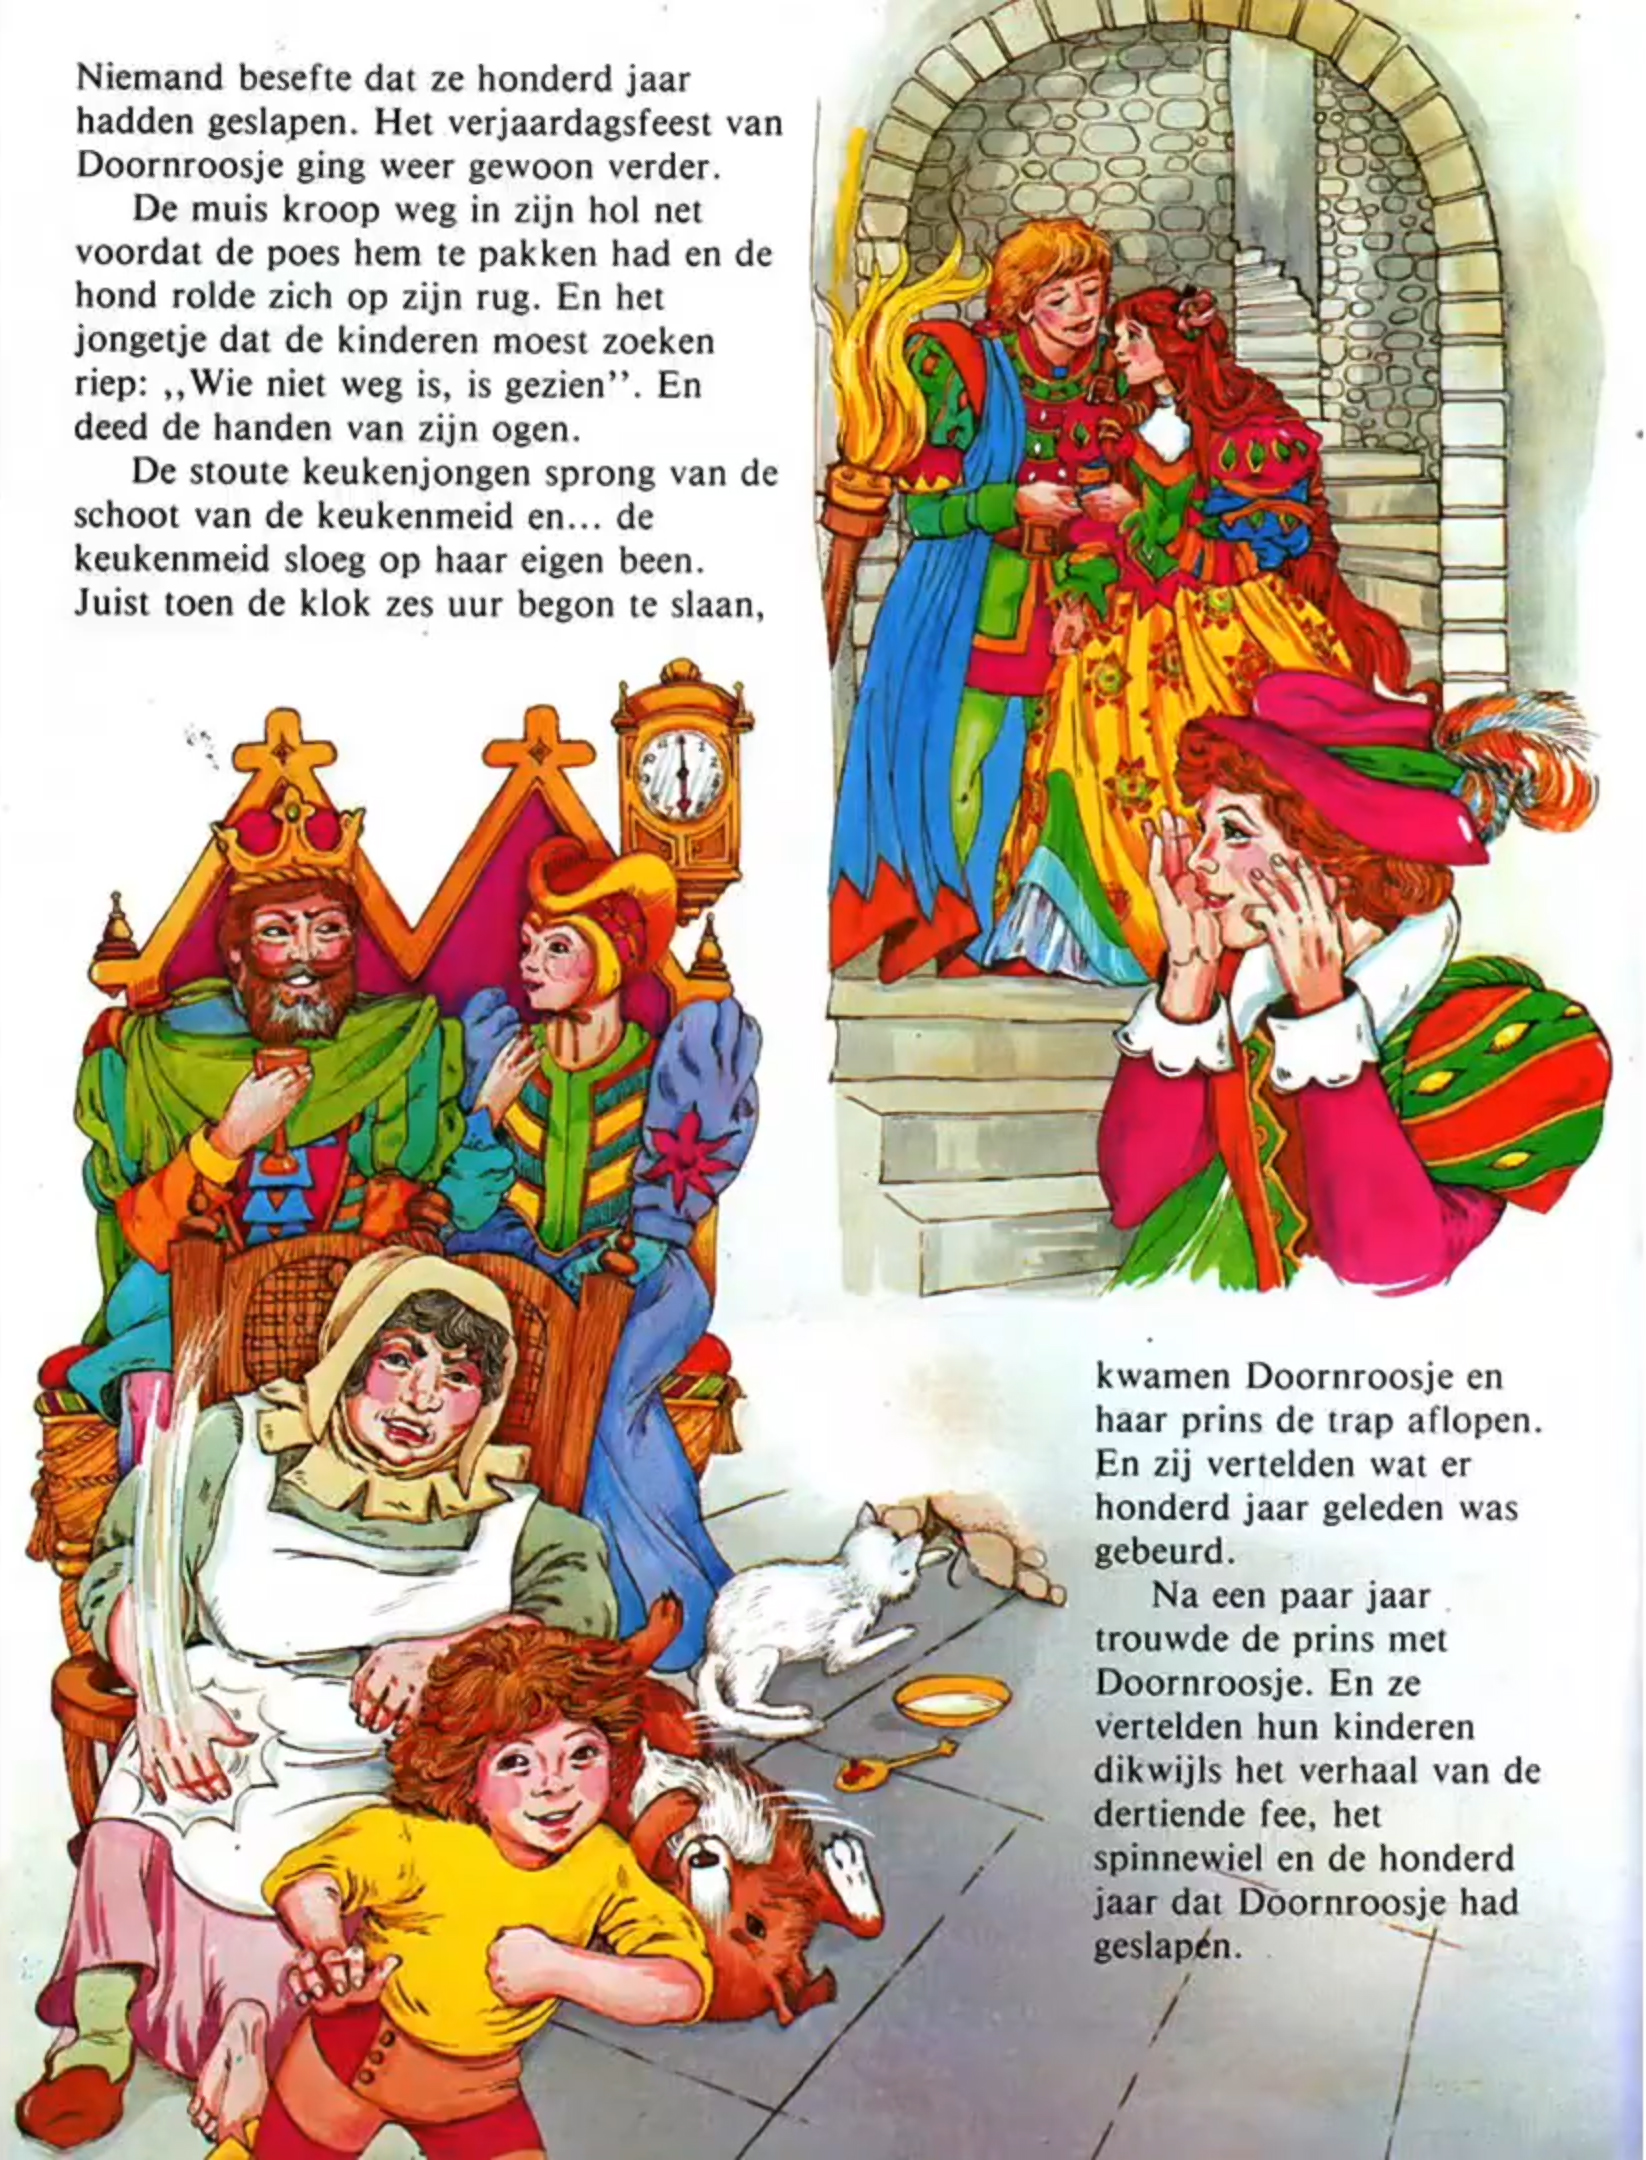 Niemand besefte dat ze honderd jaar
hadden geslapen. Het verjaardagsfeest van
Doornroosje ging weer gewoon verder.
De muis kroop weg in zijn hol net
voordat de poes hem te pakken had en de
hond rolde zich op zijn rug. En het
jongetje dat de kinderen moest zoeken
riep: ,,Wie niet weg is, is gezien’’. En
deed de handen van zijn ogen.
De stoute keukenjongen sprong van de
schoot van de keukenmeid en... de
keukenmeid sloeg op haar eigen been.
Juist toen de klok zes uur begon te slaan,
kwamen Doornroosje en
haar prins de trap aflopen.
En zij vertelden wat er
honderd jaar geleden was
gebeurd.
Na een paar jaar
trouwde de prins met
Doornroosje. En ze
vertelden hun kinderen
dikwijls het verhaal van de
dertiende fee, het
spinnewiel en de honderd
jaar dat Doornroosje had
geslapen.